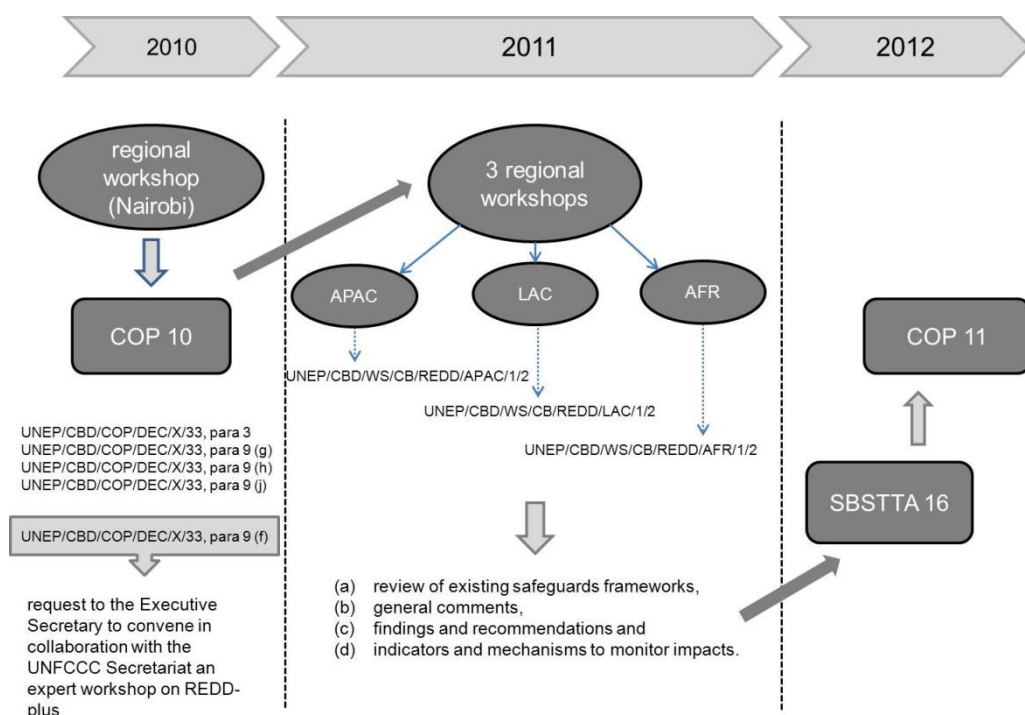 2010
2011
2012
regional
workshop
(Nairobi)
COP 10
UNEP/CBD/COP/DEC/X/33, para 3
UNEP/CBD/COP/DEC/X/33, para 9 (g)
UNEP/CBD/COP/DEC/X/33, para 9 (h)
UNEP/CBD/COP/DEC/X/33, para 9 (j)
UNEP/CBD/COP/DEC/X/33, para 9 (f)
request to the Executive
Secretary to convene in
collaboration with the
UNFCCC Secretariat an
expert workshop on REDD-
plus
3 regional
workshops
APAC
LAC
AFR
UNEP/CBD/WS/CB/REDD/APAC/1/2
UNEP/CBD/WS/CB/REDD/LAC/1/2
UNEP/CBD/WS/CB/REDD/AFR/1/2
(a) review of existing safeguards frameworks,
(b) general comments,
(c) findings and recommendations and
(d) indicators and mechanisms to monitor impacts.
COP 11
SBSTTA 16